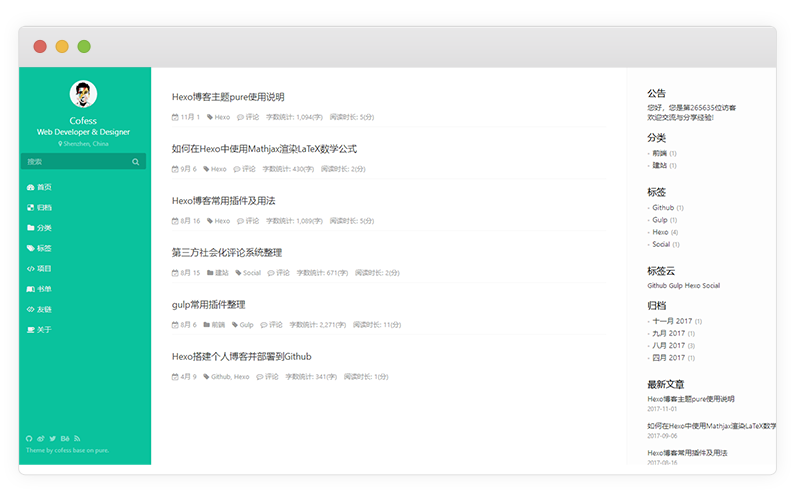 Cofess
Web Developer & Designer
Shenzhen, China
搜索
首页
归档
分类
标签
项目
书单
友链
关于
Theme by cofess base on pure.
Hexo博客主题pure使用说明
11月 1 Hexo 评论 字数统计: 1,094(字) 阅读时长: 5(分)
如何在Hexo中使用Mathjax渲染LaTeX数学公式
9月 6 Hexo 评论 字数统计: 430(字) 阅读时长: 2(分)
Hexo博客常用插件及用法
8月 16 Hexo 评论 字数统计: 1,089(字) 阅读时长: 5(分)
第三方社会化评论系统整理
8月 15 建站 Social 评论 字数统计: 671(字) 阅读时长: 2(分)
gulp常用插件整理
8月 6 前端 Gulp 评论 字数统计: 2,271(字) 阅读时长: 11(分)
Hexo搭建个人博客并部署到Github
4月 9 Github, Hexo 评论 字数统计: 341(字) 阅读时长: 1(分)
公告
您好，您是第265635位访客
欢迎交流与分享经验!
分类
前端 (1)
建站 (1)
标签
Github (1)
Gulp (1)
Hexo (4)
Social (1)
标签云
Github Gulp Hexo Social
归档
十一月 2017 (1)
九月 2017 (1)
八月 2017 (3)
四月 2017 (1)
最新文章
Hexo博客主题pure使用说明
2017-11-01
如何在Hexo中使用Mathjax渲染LaTeX数学
2017-09-06
Hexo博客常用插件及用法
2017-08-16